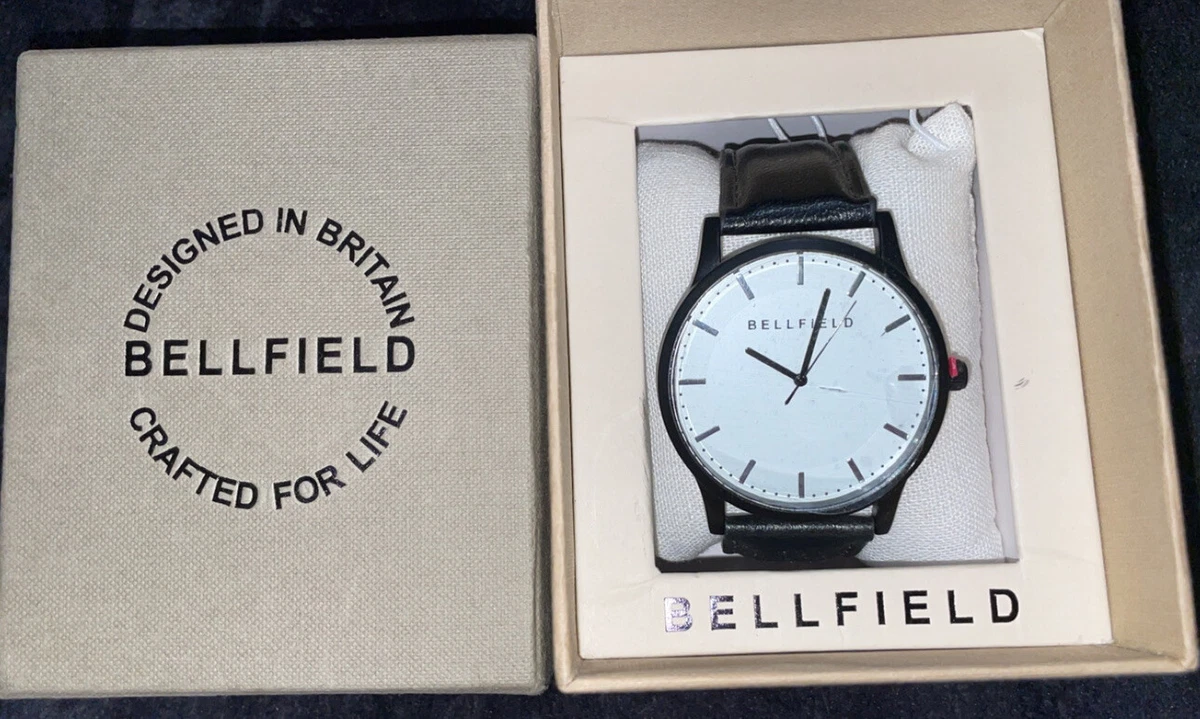 DESIGNED IN BRITAIN
BELLFIELD
CRAFTED FOR LIFE
BELLFIELD
BELLFIELD